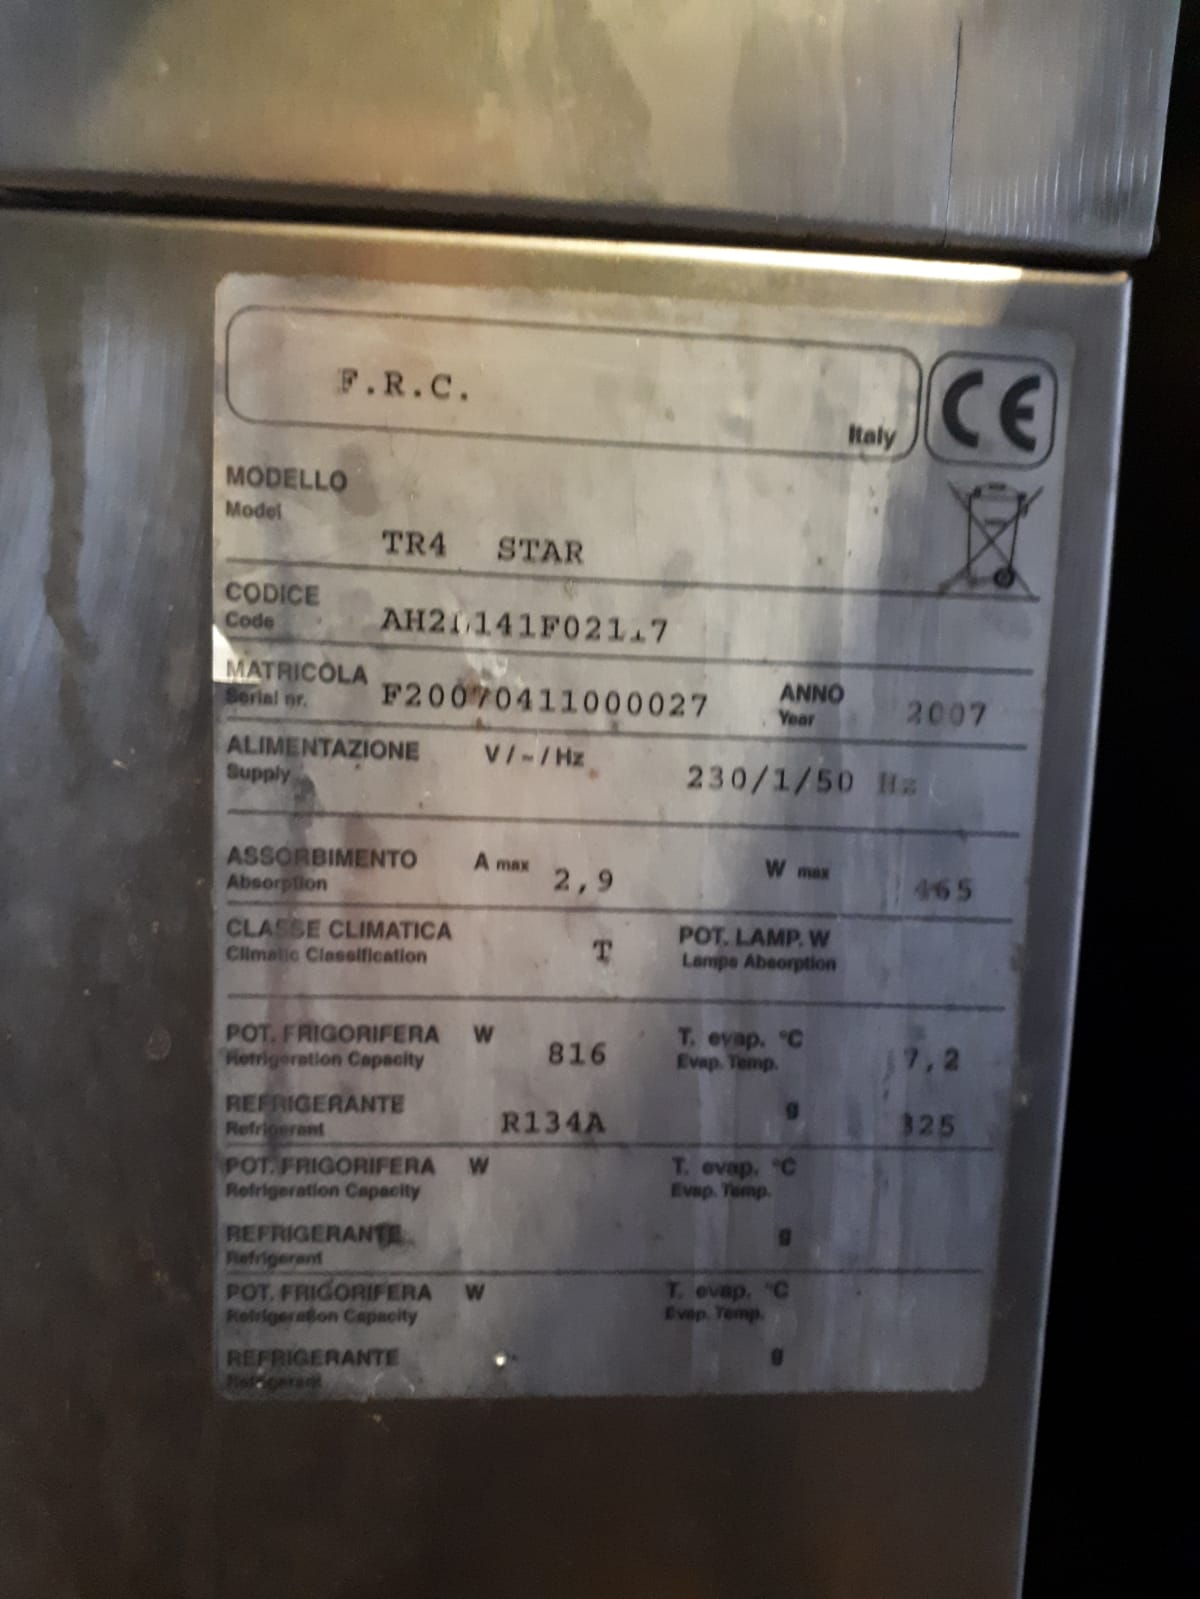 F.R.C.
Italy
CE
MODELLO
Model
TR4 STAR
CODICE
Code
MATRICOLA
Serial nr.
F20070411000027
ANNO
Year
2007
ALIMENTAZIONE
Supply
V / ~ / Hz
230/1/50 Hz
ASSORBIMENTO
Absorption
A max
2,9
W max
465
CLASSE CLIMATICA
Climatic Classification
T
POT. LAMP. W
Lamps Absorption
POT. FRIGORIFERA W
Refrigeration Capacity
816
T. evap. °C
Evap. Temp.
7,2
REFRIGERANTE
Refrigerant
R134A
g
POT. FRIGORIFERA W
Refrigeration Capacity
T. evap. °C
Evap. Temp.
REFRIGERANTE
Refrigerant
g
POT. FRIGORIFERA W
Refrigeration Capacity
T. evap. °C
Evap. Temp.
REFRIGERANTE
Refrigerant
g